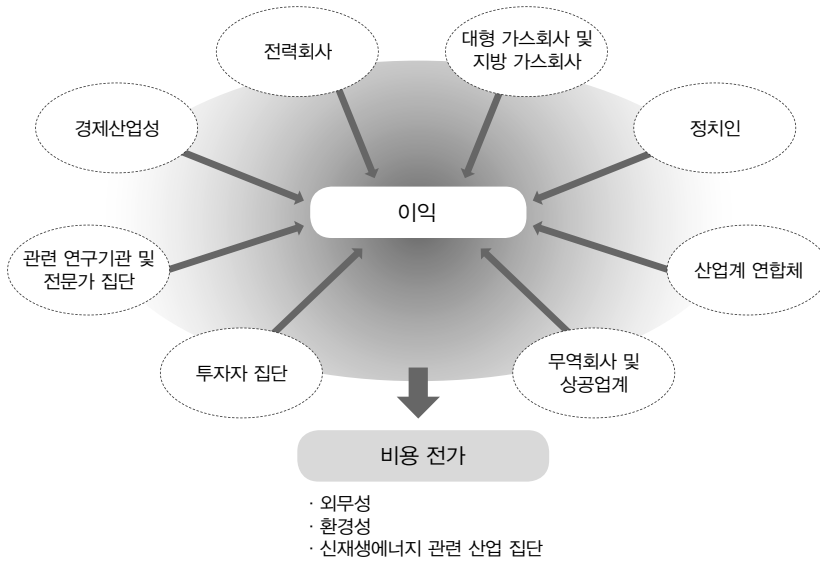 전력회사
대형 가스회사 및
지방 가스회사
경제산업성
정치인
이익
관련 연구기관 및
전문가 집단
산업계 연합체
투자자 집단
무역회사 및
상공업계
비용 전가
· 외무성
· 환경성
· 신재생에너지 관련 산업 집단